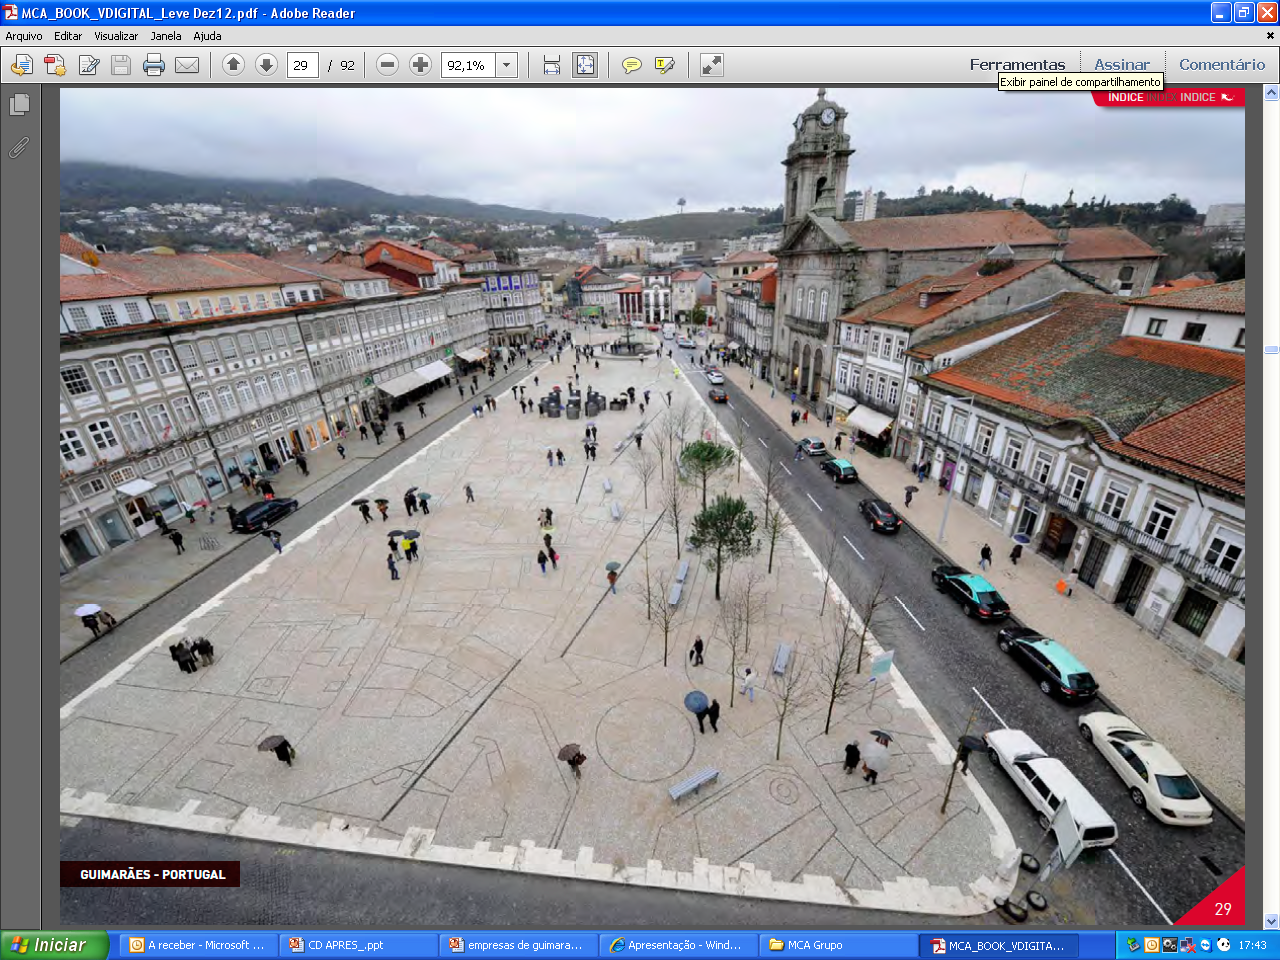 MCA_BOOK_VDIGITAL_Leve Dez12.pdf - Adobe Reader
Arquivo Editar Visualizar Janela Ajuda
29 / 92 92,1% Ferramentas Assinar Comentário
Exibir painel de compartilhamento
ÍNDICE INDEX INDICE
GUIMARÃES - PORTUGAL
29
Iniciar A receber - Microsoft ... CD APRES_.ppt empresas de guimara... Apresentação - Wind... MCA Grupo MCA_BOOK_VDIGITA... 17:43